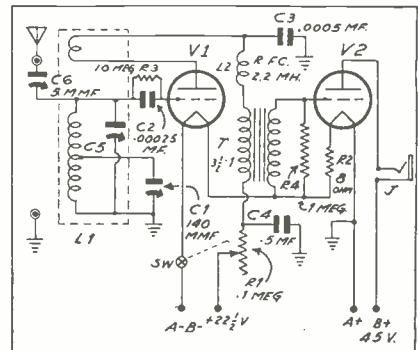 C3
.0005 MF.
V1
V2
10 MEG
R3
L2
R.F.C.
2.2 MH.
C6
5 MMF
C5
C2
.00025
MF.
T
3½-1
R4
R2
8
OHM
1 MEG
J
C1
140
MMF
C4
.5 MF
L1
SW
R1
.1 MEG
A-B-
+22½V
A+
B+
45 V.